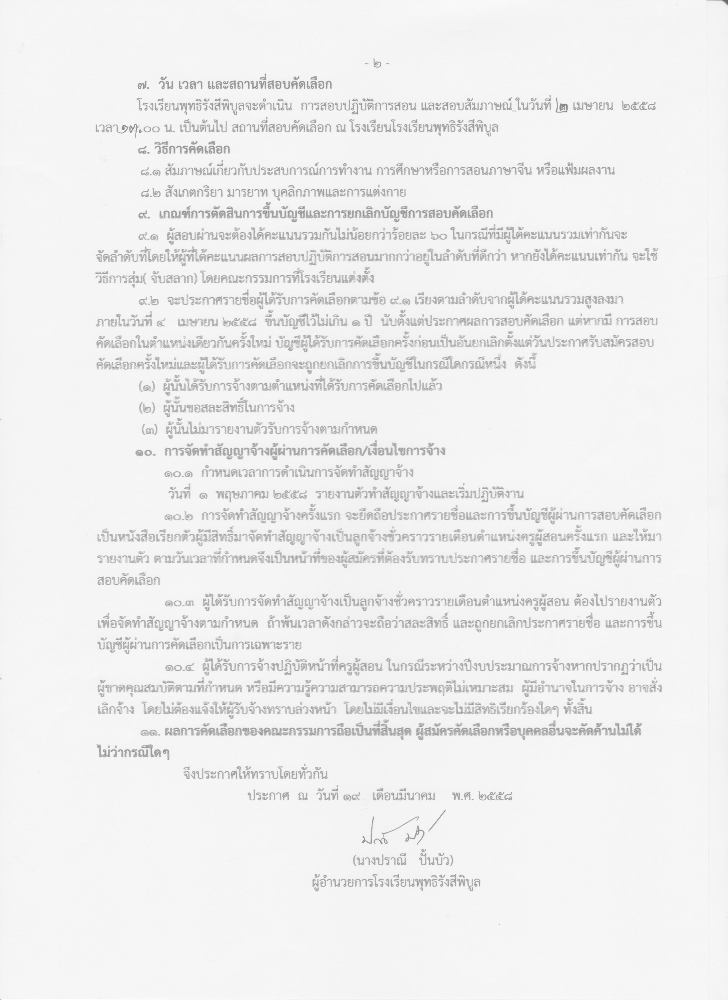 - ๒ -
๗. วัน เวลา และสถานที่สอบคัดเลือก
โรงเรียนพุทธิรังสีพิบูลจะดำเนิน การสอบปฏิบัติการสอน และสอบสัมภาษณ์ ในวันที่ ๒ เมษายน ๒๕๕๘
เวลา ๑๓.๐๐ น. เป็นต้นไป สถานที่สอบคัดเลือก ณ โรงเรียนโรงเรียนพุทธิรังสีพิบูล
๘. วิธีการคัดเลือก
๘.๑ สัมภาษณ์เกี่ยวกับประสบการณ์การทำงาน การศึกษาหรือการสอนภาษาจีน หรือแฟ้มผลงาน
๘.๒ สังเกตกริยา มารยาท บุคลิกภาพและการแต่งกาย
๙. เกณฑ์การตัดสินการขึ้นบัญชีและการยกเลิกบัญชีการสอบคัดเลือก
๙.๑ ผู้สอบผ่านจะต้องได้คะแนนรวมกันไม่น้อยกว่าร้อยละ ๖๐ ในกรณีที่มีผู้ได้คะแนนรวมเท่ากันจะ
จัดลำดับที่โดยให้ผู้ที่ได้คะแนนผลการสอบปฏิบัติการสอนมากกว่าอยู่ในลำดับที่ดีกว่า หากยังได้คะแนนเท่ากัน จะใช้
วิธีการสุ่ม( จับสลาก) โดยคณะกรรมการที่โรงเรียนแต่งตั้ง
๙.๒ จะประกาศรายชื่อผู้ได้รับการคัดเลือกตามข้อ ๙.๑ เรียงตามลำดับจากผู้ได้คะแนนรวมสูงลงมา
ภายในวันที่ ๔ เมษายน ๒๕๕๘ ขึ้นบัญชีไว้ไม่เกิน ๑ ปี นับตั้งแต่ประกาศผลการสอบคัดเลือก แต่หากมี การสอบ
คัดเลือกในตำแหน่งเดียวกันครั้งใหม่ บัญชีผู้ได้รับการคัดเลือกครั้งก่อนเป็นอันยกเลิกตั้งแต่วันประกาศรับสมัครสอบ
คัดเลือกครั้งใหม่และผู้ได้รับการคัดเลือกจะถูกยกเลิกการขึ้นบัญชีในกรณีใดกรณีหนึ่ง ดังนี้
(๑) ผู้นั้นได้รับการจ้างตามตำแหน่งที่ได้รับการคัดเลือกไปแล้ว
(๒) ผู้นั้นขอสละสิทธิ์ในการจ้าง
(๓) ผู้นั้นไม่มารายงานตัวรับการจ้างตามกำหนด
๑๐. การจัดทำสัญญาจ้างผู้ผ่านการคัดเลือก/เงื่อนไขการจ้าง
๑๐.๑ กำหนดเวลาการดำเนินการจัดทำสัญญาจ้าง
วันที่ ๑ พฤษภาคม ๒๕๕๘ รายงานตัวทำสัญญาจ้างและเริ่มปฏิบัติงาน
๑๐.๒ การจัดทำสัญญาจ้างครั้งแรก จะยึดถือประกาศรายชื่อและการขึ้นบัญชีผู้ผ่านการสอบคัดเลือก
เป็นหนังสือเรียกตัวผู้มีสิทธิ์มาจัดทำสัญญาจ้างเป็นลูกจ้างชั่วคราวรายเดือนตำแหน่งครูผู้สอนครั้งแรก และให้มา
รายงานตัว ตามวันเวลาที่กำหนดจึงเป็นหน้าที่ของผู้สมัครที่ต้องรับทราบประกาศรายชื่อ และการขึ้นบัญชีผู้ผ่านการ
สอบคัดเลือก
๑๐.๓ ผู้ได้รับการจัดทำสัญญาจ้างเป็นลูกจ้างชั่วคราวรายเดือนตำแหน่งครูผู้สอน ต้องไปรายงานตัว
เพื่อจัดทำสัญญาจ้างตามกำหนด ถ้าพ้นเวลาดังกล่าวจะถือว่าสละสิทธิ์ และถูกยกเลิกประกาศรายชื่อ และการขึ้น
บัญชีผู้ผ่านการคัดเลือกเป็นการเฉพาะราย
๑๐.๔ ผู้ได้รับการจ้างปฏิบัติหน้าที่ครูผู้สอน ในกรณีระหว่างปีงบประมาณการจ้างหากปรากฏว่าเป็น
ผู้ขาดคุณสมบัติตามที่กำหนด หรือมีความรู้ความสามารถความประพฤติไม่เหมาะสม ผู้มีอำนาจในการจ้าง อาจสั่ง
เลิกจ้าง โดยไม่ต้องแจ้งให้ผู้รับจ้างทราบล่วงหน้า โดยไม่มีเงื่อนไขและจะไม่มีสิทธิเรียกร้องใดๆ ทั้งสิ้น
๑๑. ผลการคัดเลือกของคณะกรรมการถือเป็นที่สิ้นสุด ผู้สมัครคัดเลือกหรือบุคคลอื่นจะคัดค้านไม่ได้
ไม่ว่ากรณีใดๆ
จึงประกาศให้ทราบโดยทั่วกัน
ประกาศ ณ วันที่ ๑๙ เดือนมีนาคม พ.ศ. ๒๕๕๘
(นางปราณี ปั้นบัว)
ผู้อำนวยการโรงเรียนพุทธิรังสีพิบูล